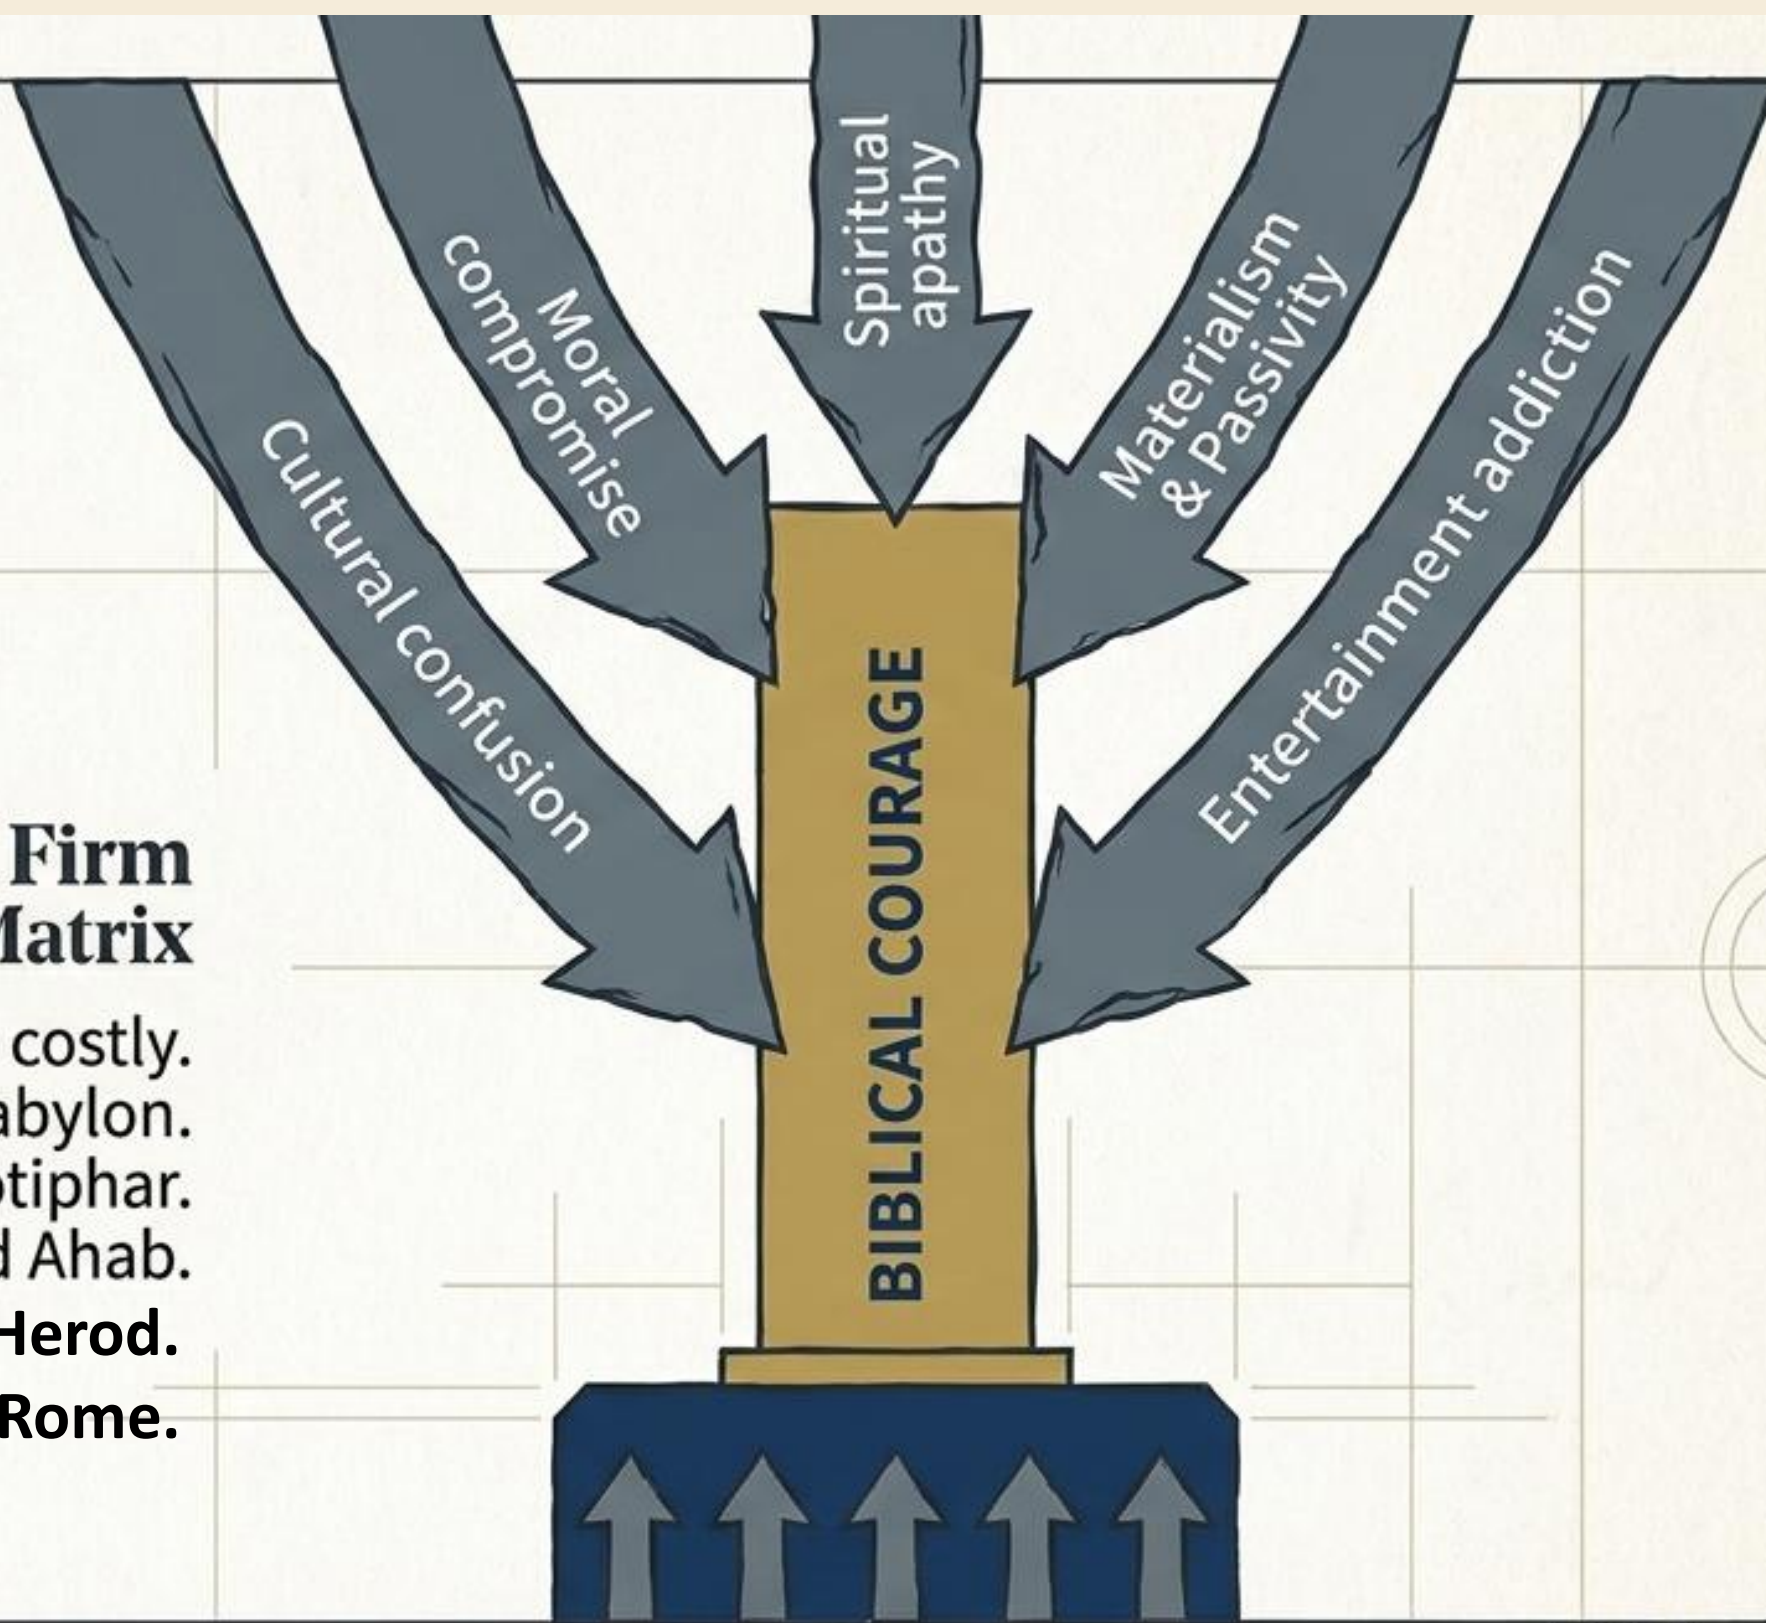 Spiritual
apathy
Moral
compromise
Materialism
& Passivity
Cultural confusion
Entertainment addiction
BIBLICAL COURAGE
Firm
Matrix
costly.
abylon.
otiphar.
d Ahab.
Herod.
Rome.